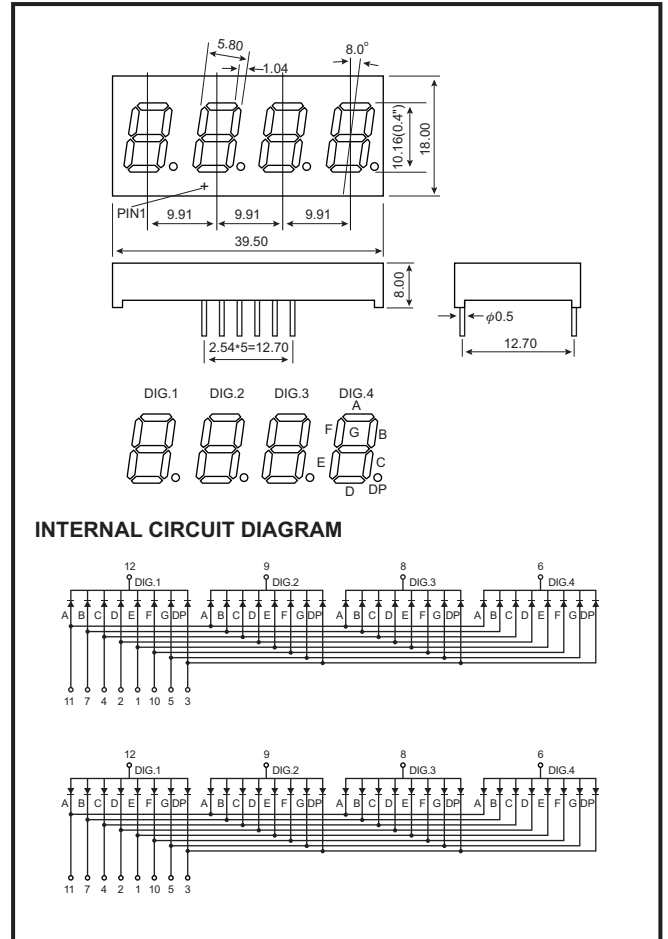 5.80
8.0°
1.04
10.16(0.4")
18.00
PIN1
9.91 9.91 9.91
39.50
8.00
2.54*5=12.70
ϕ0.5
12.70
DIG.1 DIG.2 DIG.3 DIG.4
A
F G B
E C
D DP
INTERNAL CIRCUIT DIAGRAM
12 9 8 6
DIG.1 DIG.2 DIG.3 DIG.4
A B C D E F G DP A B C D E F G DP A B C D E F G DP A B C D E F G DP
11 7 4 2 1 10 5 3
12 9 8 6
DIG.1 DIG.2 DIG.3 DIG.4
A B C D E F G DP A B C D E F G DP A B C D E F G DP A B C D E F G DP
11 7 4 2 1 10 5 3